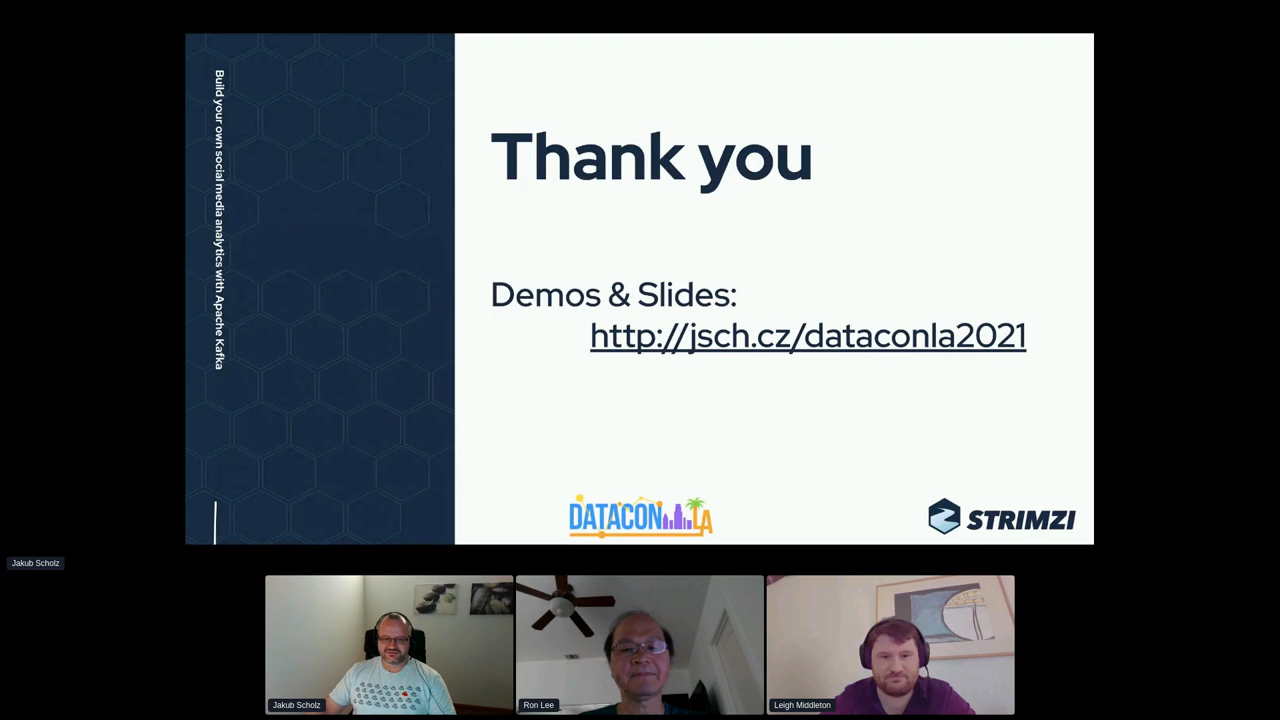 Build your own social media analytics with Apache Kafka
Thank you
Demos & Slides:
http://jsch.cz/dataconla2021
DATACON LA
STRIMZI
Jakub Scholz
Jakub Scholz
Ron Lee
Leigh Middleton